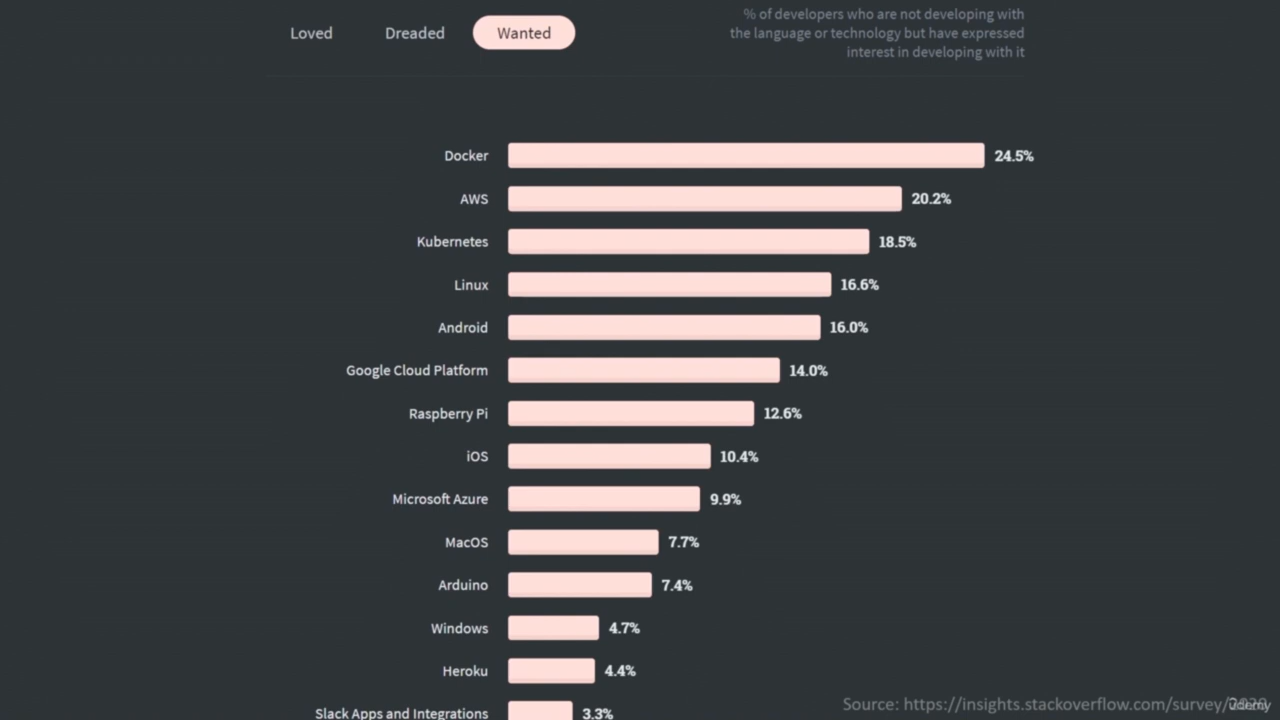 Loved Dreaded Wanted
% of developers who are not developing with
the language or technology but have expressed
interest in developing with it
Docker 24.5%
AWS 20.2%
Kubernetes 18.5%
Linux 16.6%
Android 16.0%
Google Cloud Platform 14.0%
Raspberry Pi 12.6%
iOS 10.4%
Microsoft Azure 9.9%
MacOS 7.7%
Arduino 7.4%
Windows 4.7%
Heroku 4.4%
Slack Apps and Integrations 3.3%
Source: https://insights.stackoverflow.com/survey/
udemy